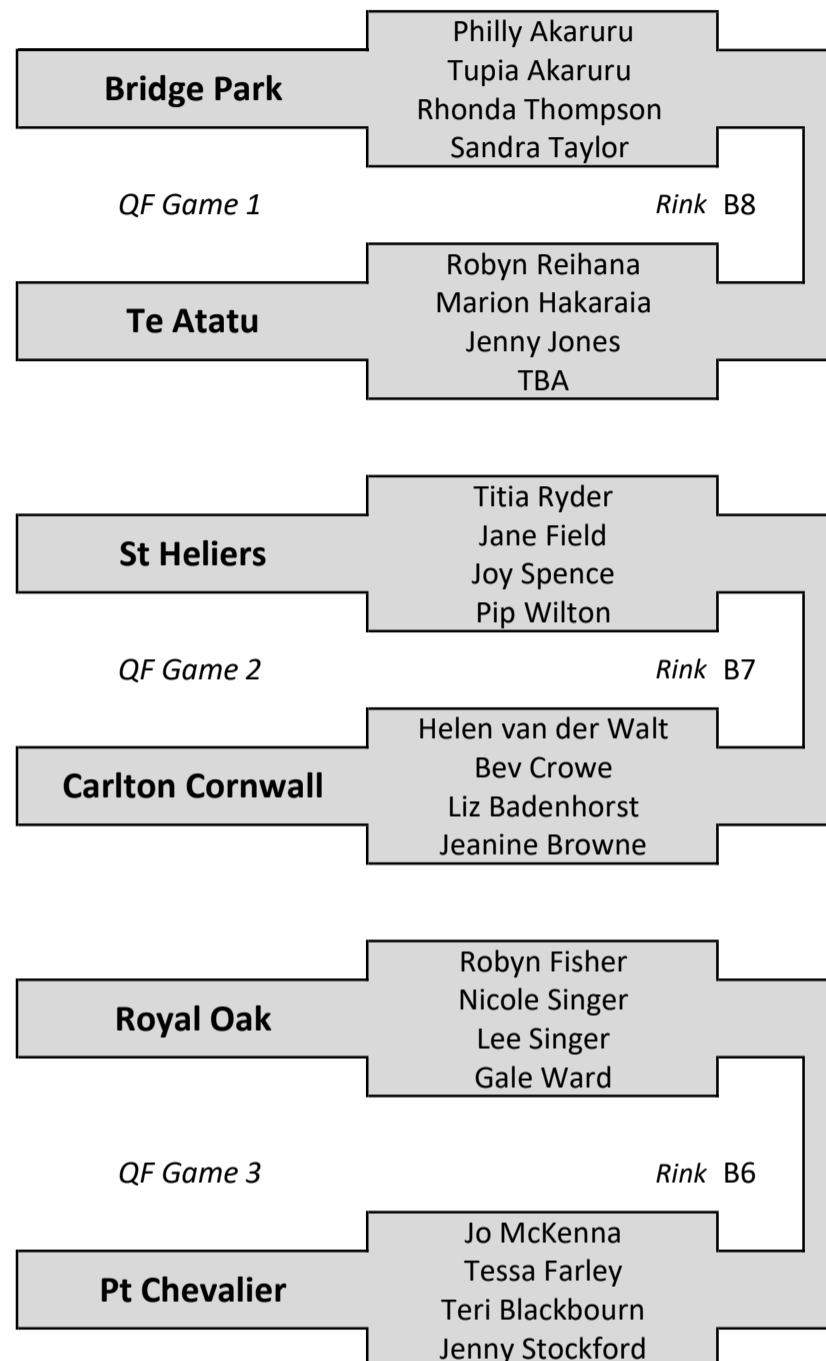 Philly Akaruru
Tupia Akaruru
Bridge Park
Rhonda Thompson
Sandra Taylor
QF Game 1 Rink B8
Robyn Reihana
Marion Hakaraia
Te Atatu
Jenny Jones
TBA
Titia Ryder
Jane Field
St Heliers
Joy Spence
Pip Wilton
QF Game 2 Rink B7
Helen van der Walt
Bev Crowe
Carlton Cornwall
Liz Badenhorst
Jeanine Browne
Robyn Fisher
Nicole Singer
Royal Oak
Lee Singer
Gale Ward
QF Game 3 Rink B6
Jo McKenna
Tessa Farley
Pt Chevalier
Teri Blackbourn
Jenny Stockford